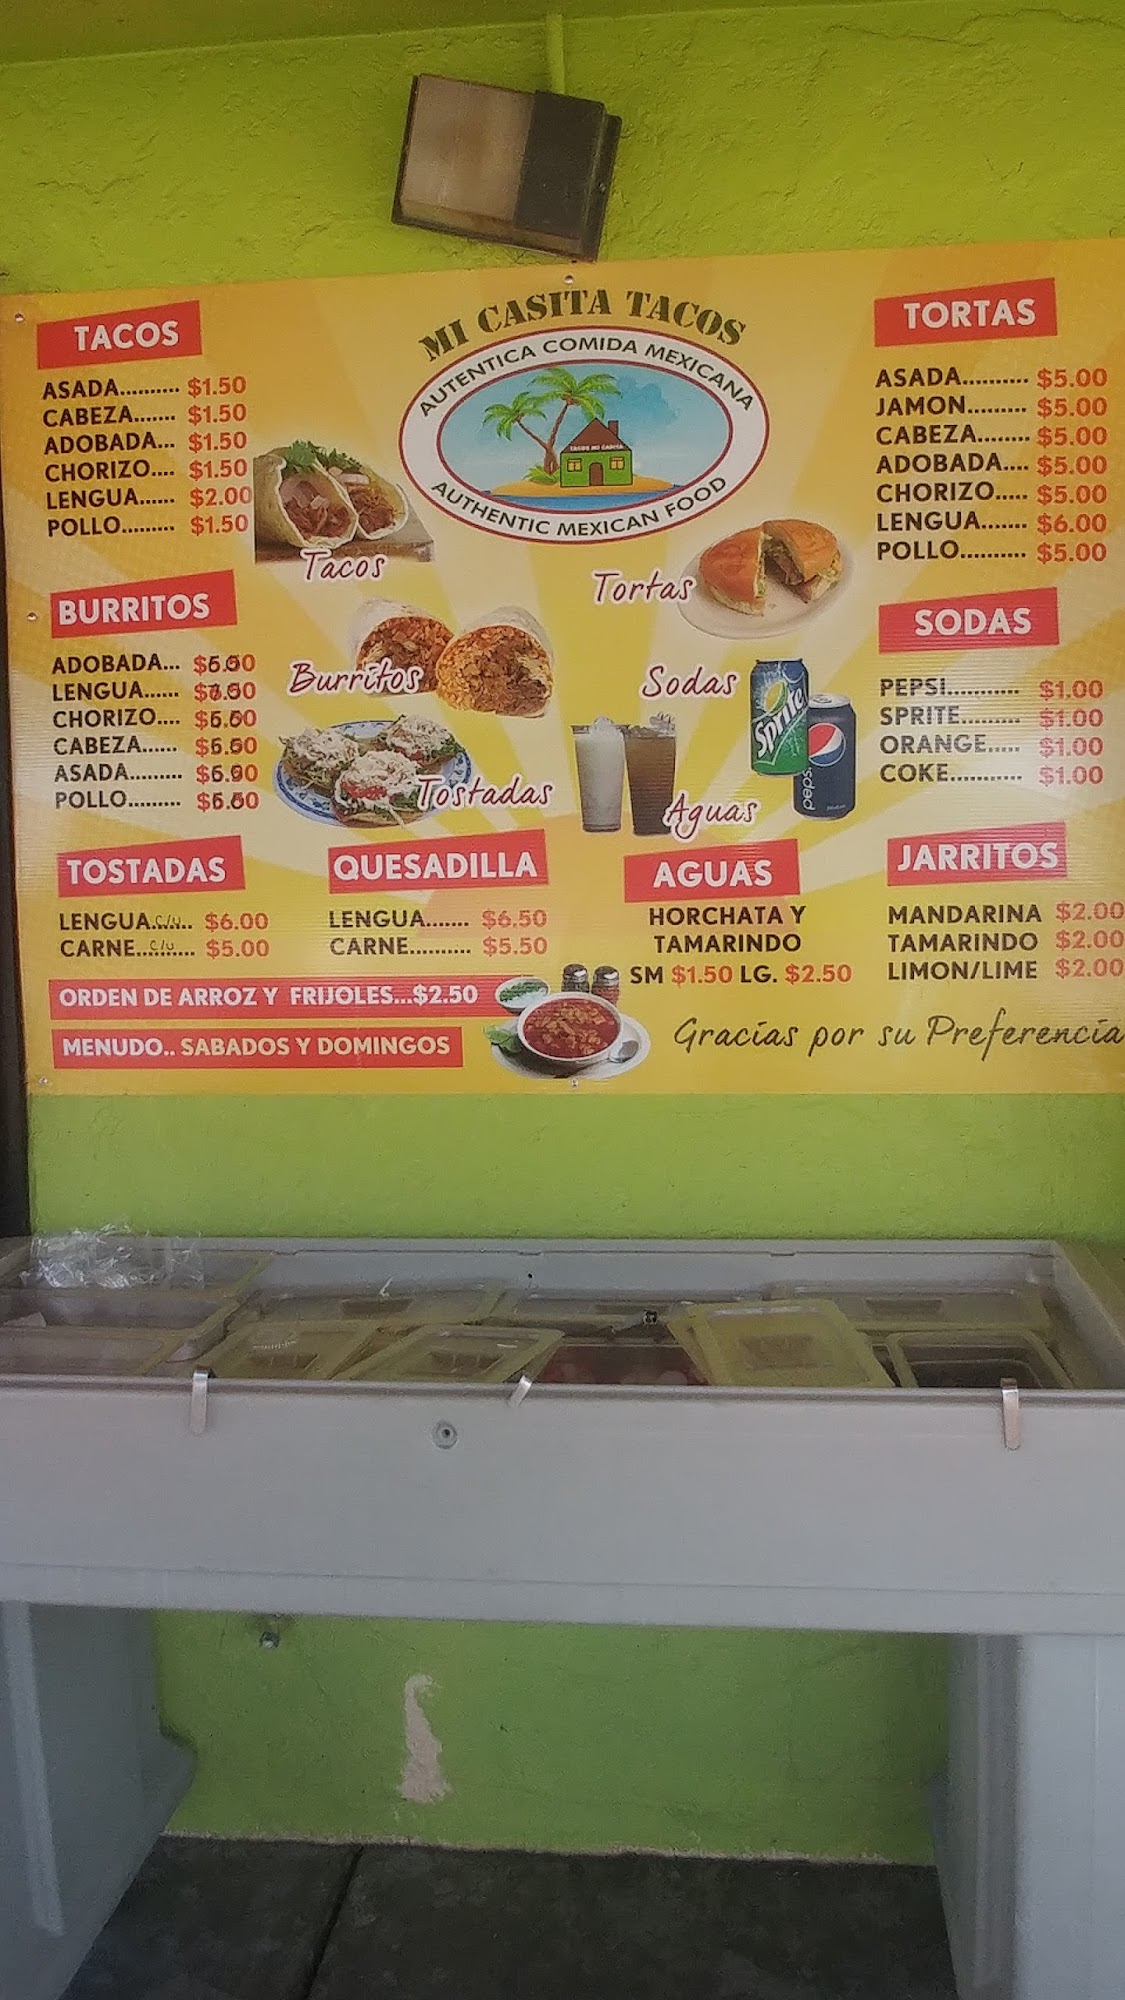 MI CASITA TACOS
AUTENTICA COMIDA MEXICANA
TACOS MI CASITA
AUTHENTIC MEXICAN FOOD
TACOS
ASADA.......... $1.50
CABEZA....... $1.50
ADOBADA... $1.50
CHORIZO.... $1.50
LENGUA...... $2.00
POLLO......... $1.50
Tacos
BURRITOS
ADOBADA...
LENGUA......
CHORIZO....
CABEZA......
ASADA.........
POLLO.........
Burritos
Tostadas
TORTAS
ASADA.......... $5.00
JAMON......... $5.00
CABEZA........ $5.00
ADOBADA.... $5.00
CHORIZO..... $5.00
LENGUA....... $6.00
POLLO.......... $5.00
Tortas
SODAS
PEPSI........... $1.00
SPRITE......... $1.00
ORANGE..... $1.00
COKE........... $1.00
Sodas
Sprite
pepsi
Aguas
TOSTADAS
LENGUA C/U $6.00
CARNE C/U $5.00
QUESADILLA
LENGUA....... $6.50
CARNE.......... $5.50
AGUAS
HORCHATA Y
TAMARINDO
SM $1.50 LG. $2.50
JARRITOS
MANDARINA $2.00
TAMARINDO $2.00
LIMON/LIME $2.00
ORDEN DE ARROZ Y FRIJOLES...$2.50
MENUDO.. SABADOS Y DOMINGOS
Gracias por su Preferencia